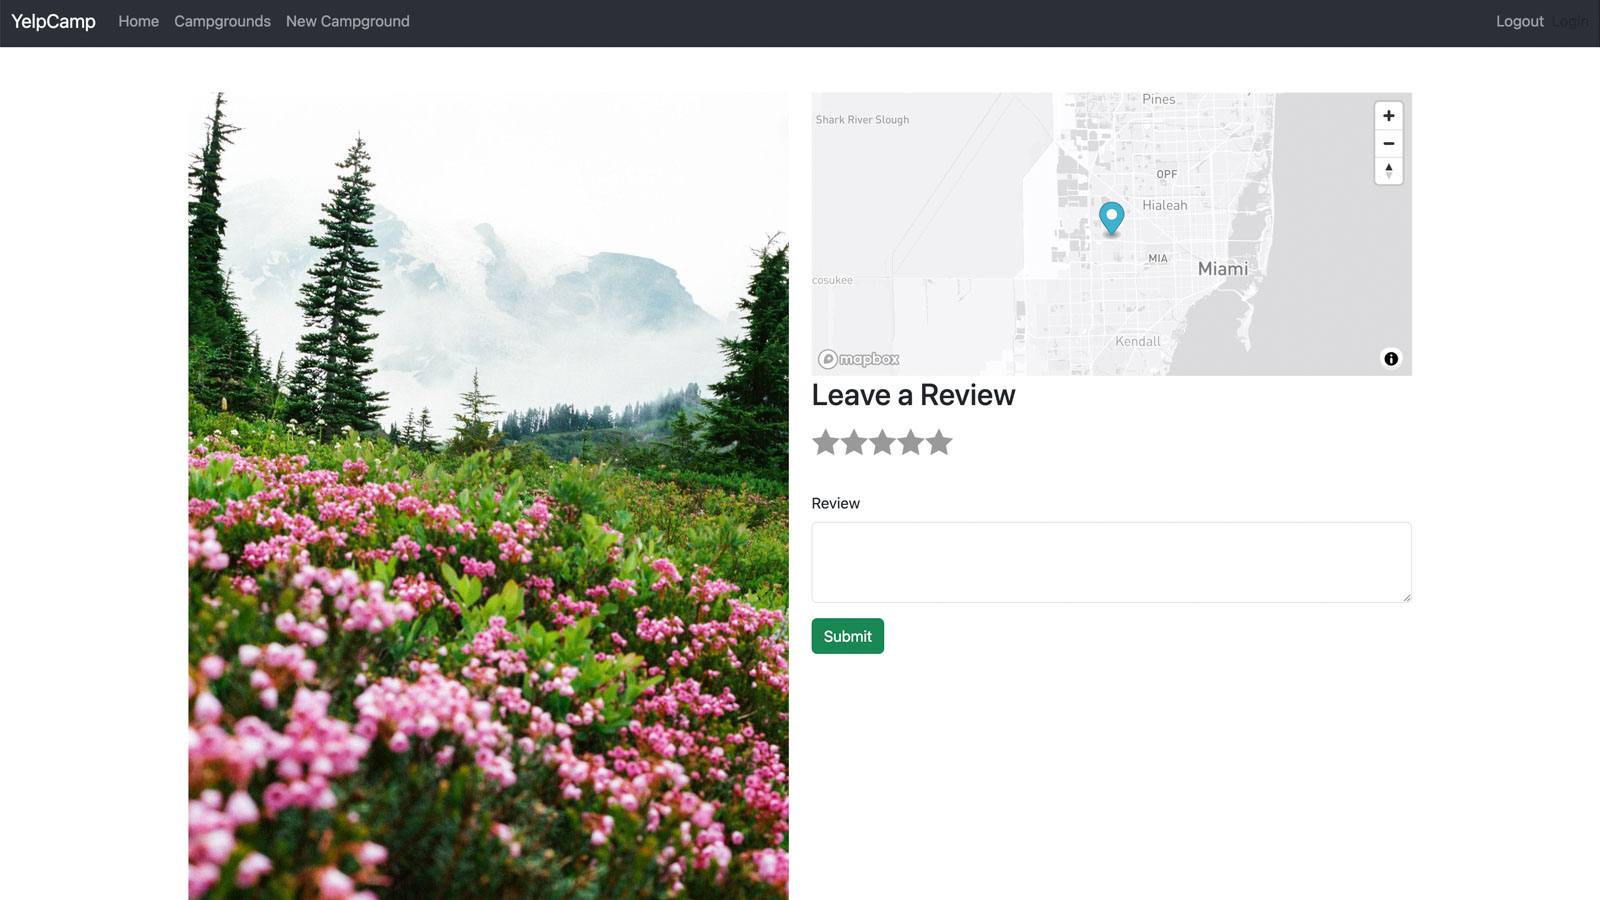 YelpCamp Home Campgrounds New Campground Logout Login
Pines
Shark River Slough
OPF
Hialeah
MIA
Miami
cosukee
Kendall
mapbox
Leave a Review
Review
Submit